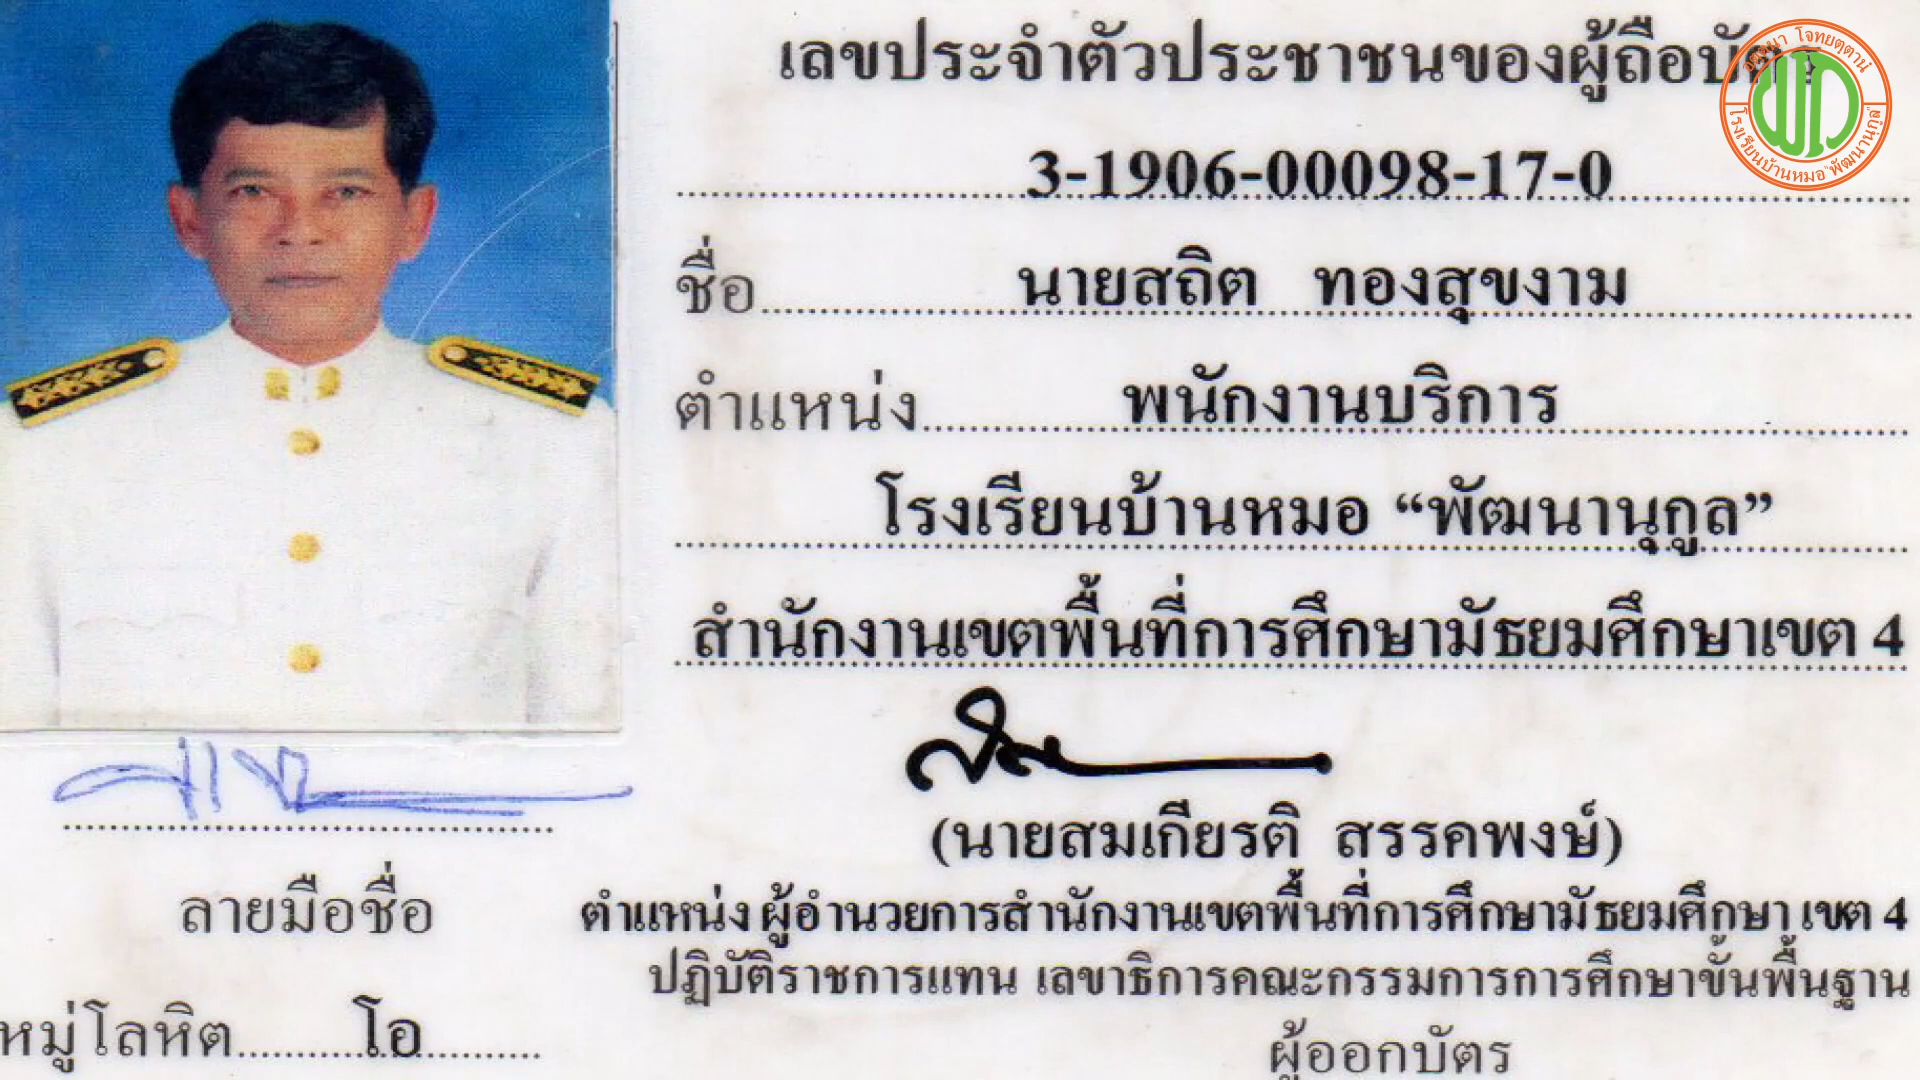 เลขประจำตัวประชาชนของผู้ถือ
3-1906-00098-17-0
ชื่อ นายสถิต ทองสุขงาม
ตำแหน่ง พนักงานบริการ
โรงเรียนบ้านหมอ “พัฒนานุกูล”
สำนักงานเขตพื้นที่การศึกษามัธยมศึกษาเขต 4
(นายสมเกียรติ สรรคพงษ์)
ลายมือชื่อ
ตำแหน่ง ผู้อำนวยการสำนักงานเขตพื้นที่การศึกษามัธยมศึกษา เขต 4
ปฏิบัติราชการแทน เลขาธิการคณะกรรมการการศึกษาขั้นพื้นฐาน
หมู่โลหิต โอ
ผู้ออกบัตร
โจทยตฺตานํ
โรงเรียนบ้านหมอ"พัฒนานุกูล"